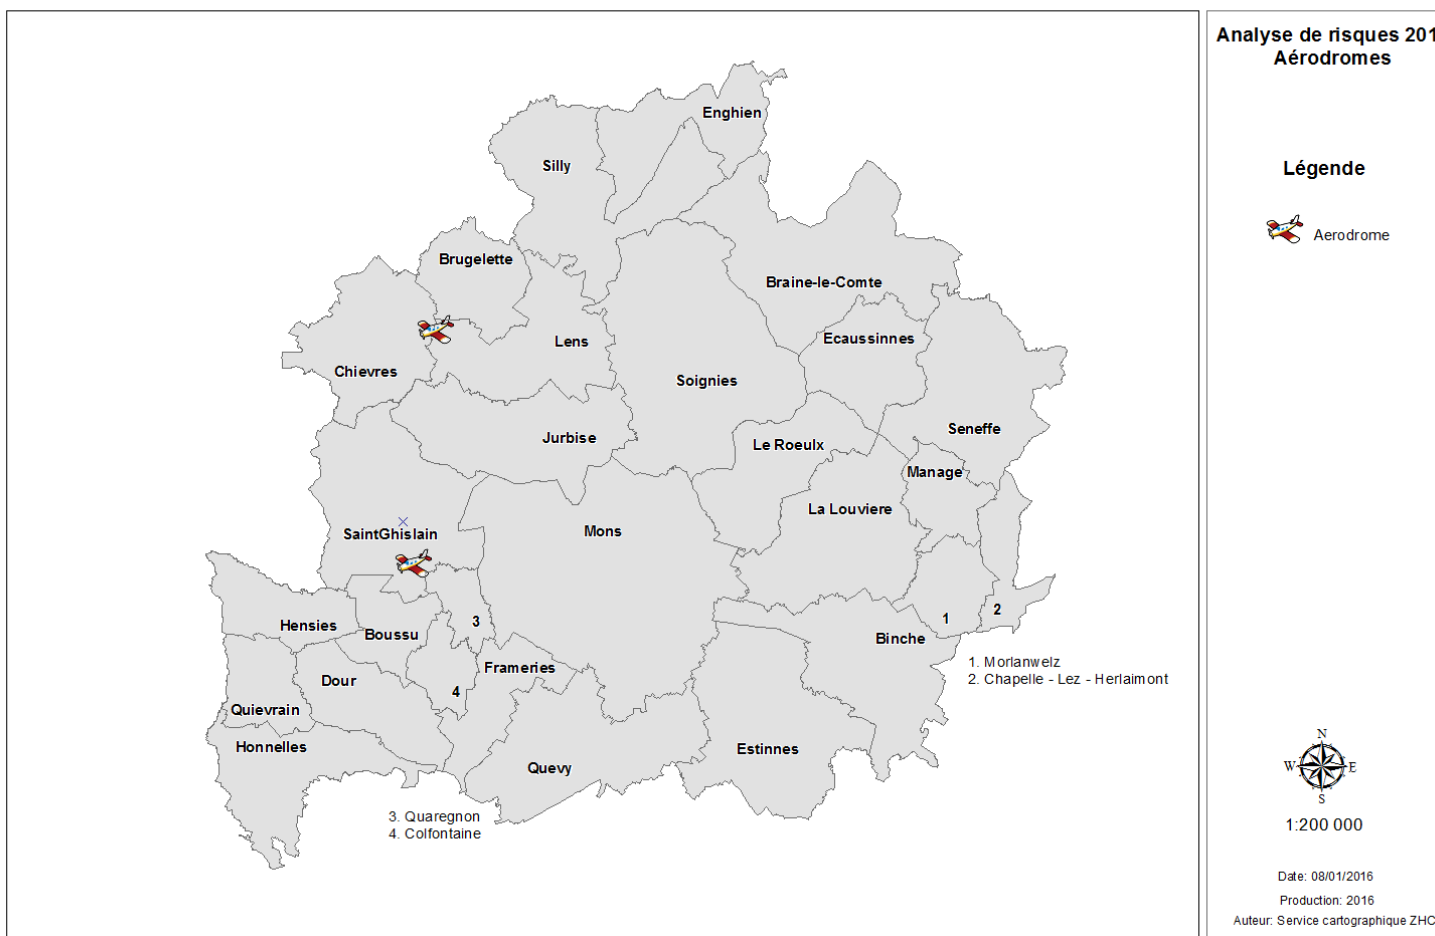 Analyse de risques 201
Aérodromes
Légende
Aerodrome
Enghien
Silly
Brugelette
Braine-le-Comte
Ecaussinnes
Lens
Chievres
Soignies
Seneffe
Jurbise
Le Roeulx
Manage
La Louviere
Mons
SaintGhislain
Hensies
Boussu
3
1
2
Binche
Frameries
Dour
4
Quievrain
Honnelles
Quevy
Estinnes
1. Morlanwelz
2. Chapelle - Lez - Herlaimont
3. Quaregnon
4. Colfontaine
N
W E
S
1:200 000
Date: 08/01/2016
Production: 2016
Auteur: Service cartographique ZHC